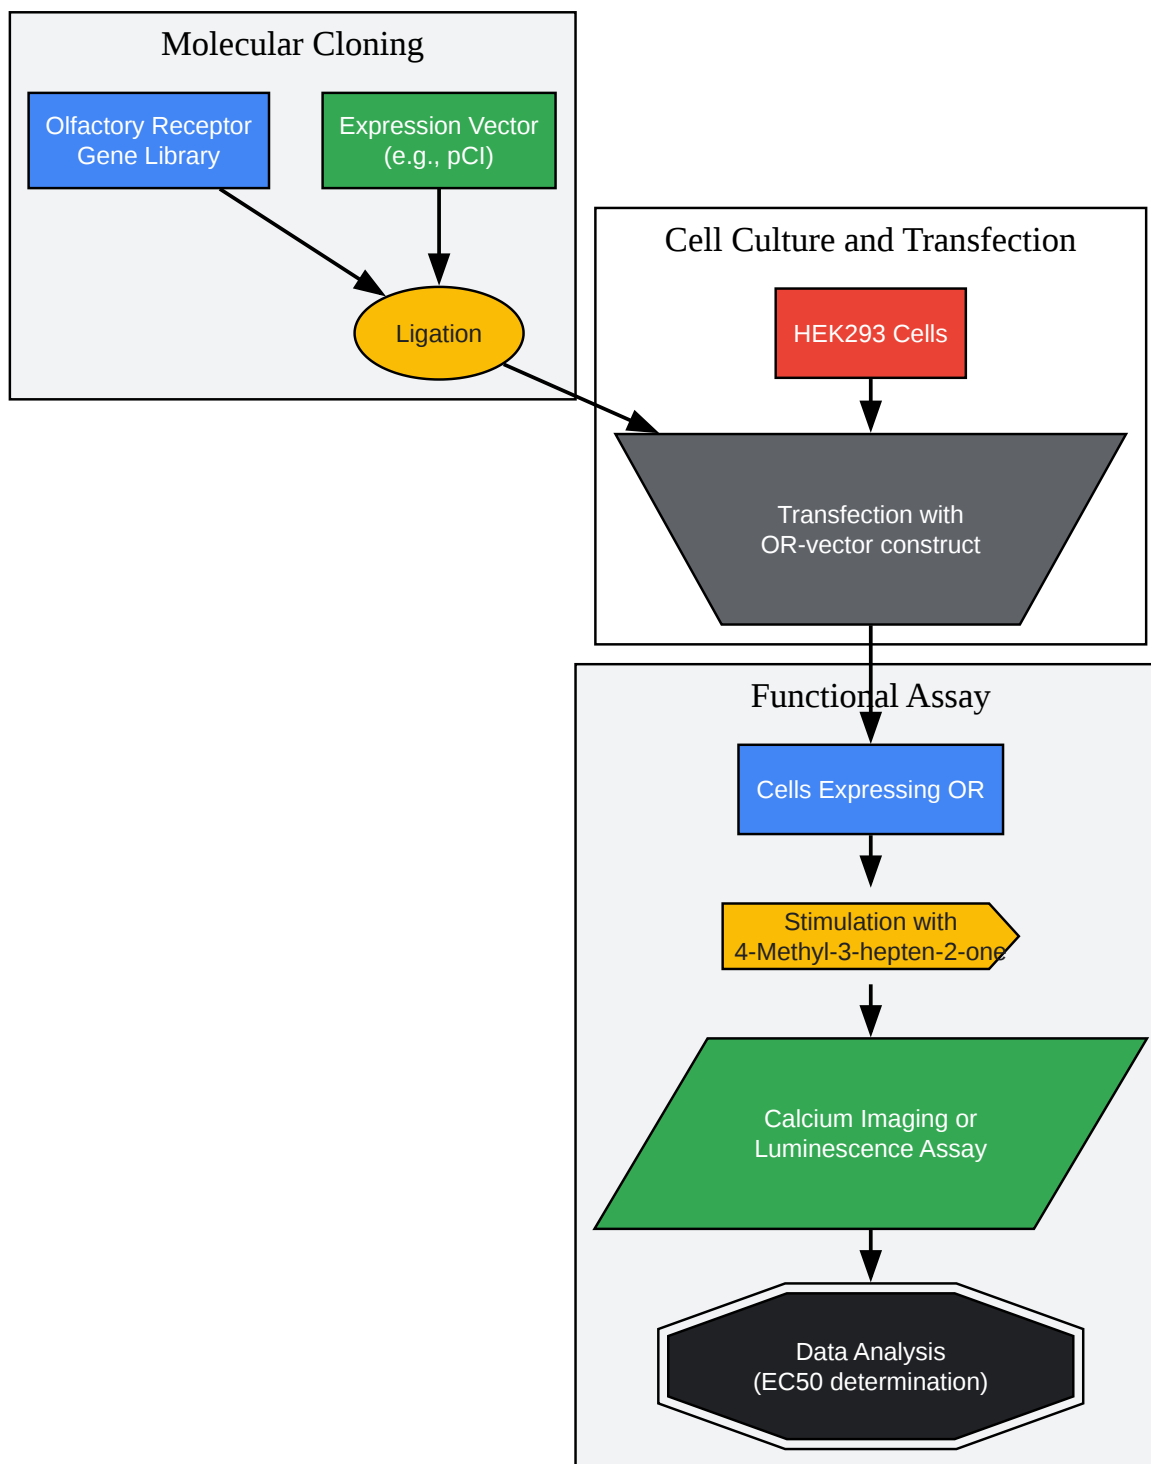 Molecular Cloning
Olfactory Receptor
Gene Library
Expression Vector
(e.g., pCI)
Ligation
Cell Culture and Transfection
HEK293 Cells
Transfection with
OR-vector construct
Functional Assay
Cells Expressing OR
Stimulation with
4-Methyl-3-hepten-2-one
Calcium Imaging or
Luminescence Assay
Data Analysis
(EC50 determination)